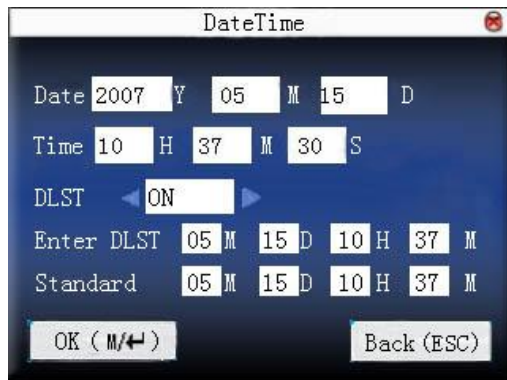 DateTime
Date 2007 Y 05 M 15 D
Time 10 H 37 M 30 S
DLST ON
Enter DLST 05 M 15 D 10 H 37 M
Standard 05 M 15 D 10 H 37 M
OK (M/↵) Back (ESC)